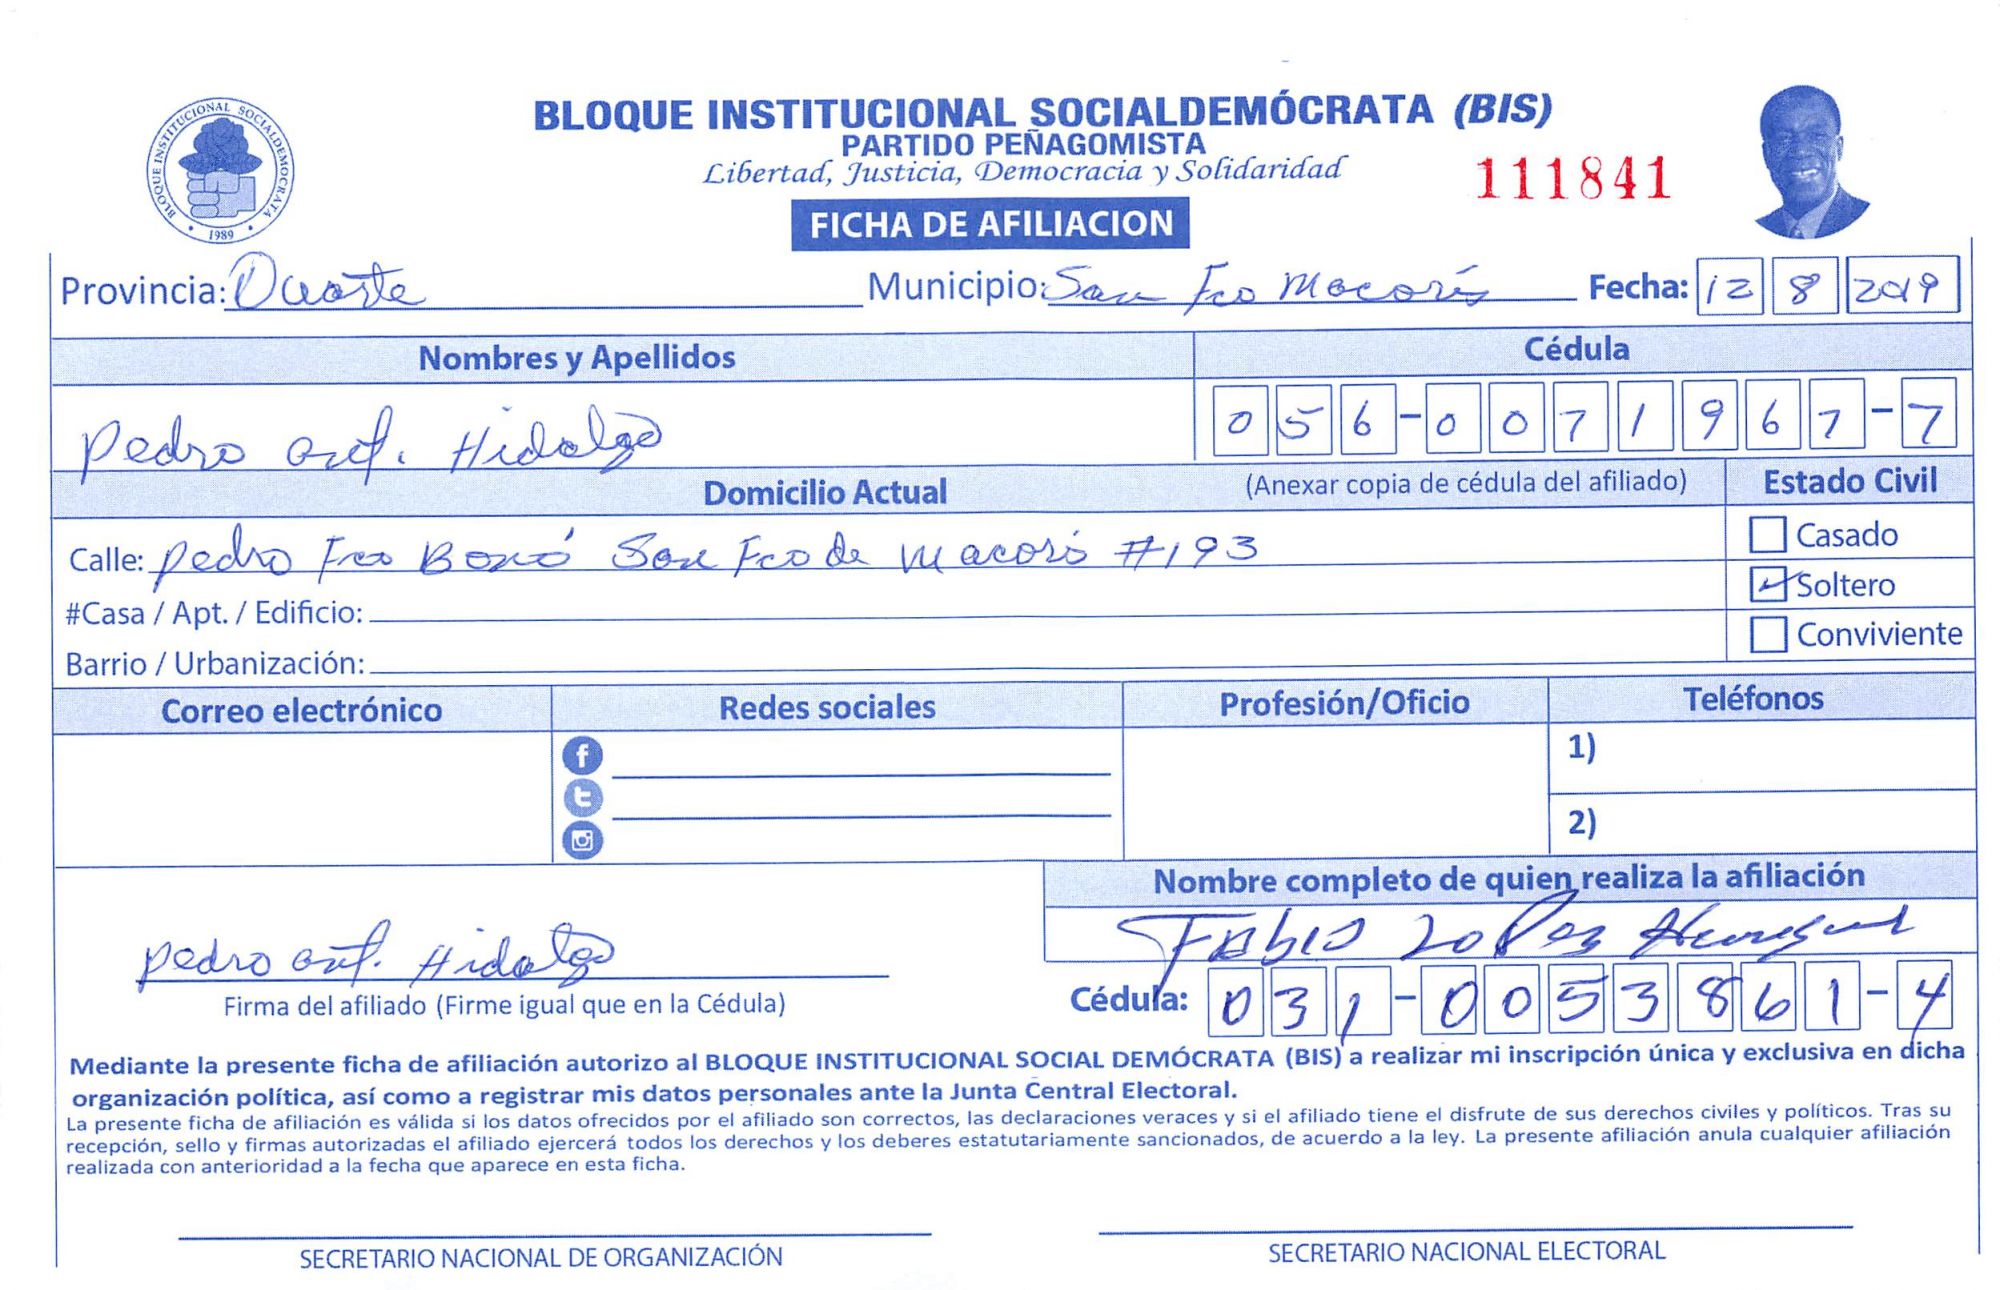 BLOQUE INSTITUCIONAL SOCIALDEMOCRATA
1989
BLOQUE INSTITUCIONAL SOCIALDEMÓCRATA (BIS)
PARTIDO PEÑAGOMISTA
Libertad, Justicia, Democracia y Solidaridad
111841
FICHA DE AFILIACION
Provincia: Duarte Municipio: San Fco Macorís Fecha: 12 8 2019
Nombres y Apellidos Cédula
Pedro ant. Hidalgo 056-0071967-7
Domicilio Actual (Anexar copia de cédula del afiliado) Estado Civil
Calle: Pedro Fco Bonó San Fco de Macorís #193 Casado
#Casa / Apt. / Edificio: Soltero
Barrio / Urbanización: Conviviente
Correo electrónico Redes sociales Profesión/Oficio Teléfonos
1)
2)
Nombre completo de quien realiza la afiliación
Fabio Lopez
Pedro ant. Hidalgo
Firma del afiliado (Firme igual que en la Cédula) Cédula: 031-0053861-4
Mediante la presente ficha de afiliación autorizo al BLOQUE INSTITUCIONAL SOCIAL DEMÓCRATA (BIS) a realizar mi inscripción única y exclusiva en dicha
organización política, así como a registrar mis datos personales ante la Junta Central Electoral.
La presente ficha de afiliación es válida si los datos ofrecidos por el afiliado son correctos, las declaraciones veraces y si el afiliado tiene el disfrute de sus derechos civiles y políticos. Tras su
recepción, sello y firmas autorizadas el afiliado ejercerá todos los derechos y los deberes estatutariamente sancionados, de acuerdo a la ley. La presente afiliación anula cualquier afiliación
realizada con anterioridad a la fecha que aparece en esta ficha.
SECRETARIO NACIONAL DE ORGANIZACIÓN SECRETARIO NACIONAL ELECTORAL